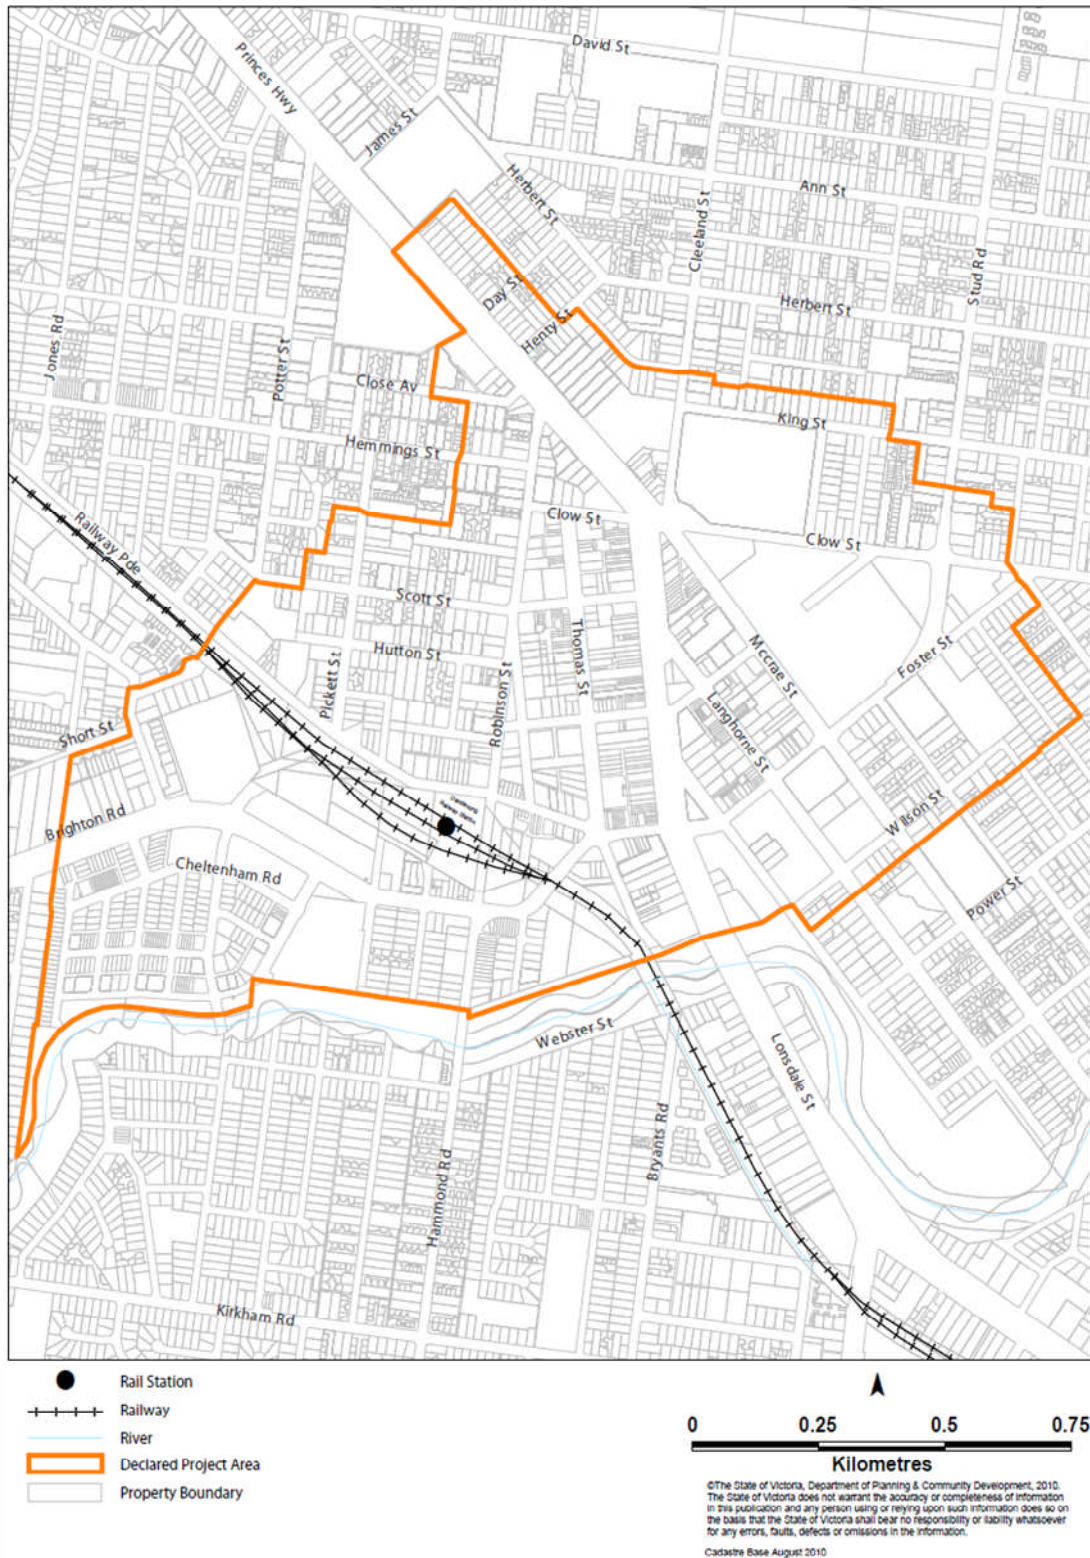 David St
Princes Hwy
James St
Herbert St
Ann St
Cleeland St
Stud Rd
Day St
Herbert St
Henty St
Jones Rd
Potter St
Close Av
King St
Hemmings St
Clow St
Railway Pde
Clow St
Scott St
Thomas St
Mccrae St
Foster St
Hutton St
Pickett St
Robinson St
Langhorne St
Short St
Dandenong
Railway Station
Brighton Rd
Willson St
Cheltenham Rd
Power St
Webster St
Lonsdale St
Bryants Rd
Hammond Rd
Kirkham Rd
Rail Station
Railway
River
Declared Project Area
Property Boundary
0 0.25 0.5 0.75
Kilometres
©The State of Victoria, Department of Planning & Community Development, 2010.
The State of Victoria does not warrant the accuracy or completeness of information
in this publication and any person using or relying upon such information does so on
the basis that the State of Victoria shall bear no responsibility or liability whatsoever
for any errors, faults, defects or omissions in the information.
Cadastre Base August 2010